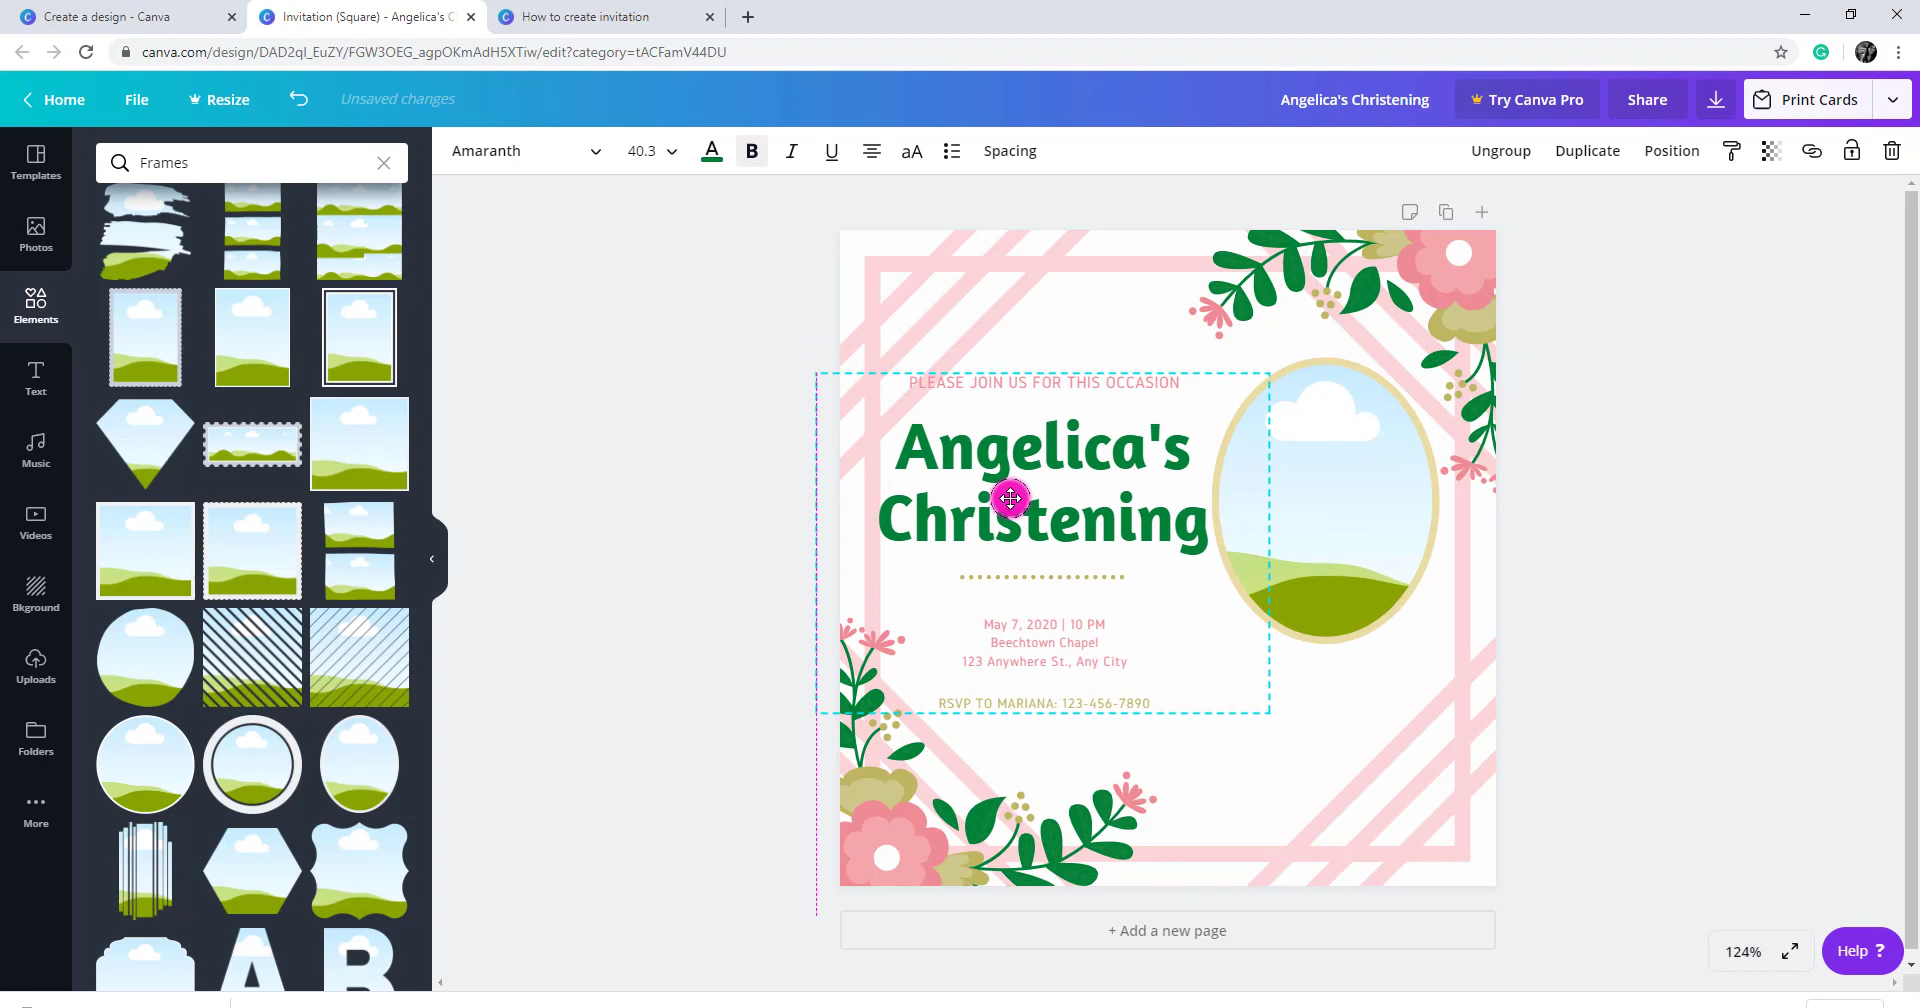 Create a design - Canva
Invitation (Square) - Angelica's C
How to create invitation
canva.com/design/DAD2ql_EuZY/FGW3OEG_agpOKmAdH5XTiw/edit?category=tACFamV44DU
Home
File
Resize
Unsaved changes
Angelica's Christening
Try Canva Pro
Share
Print Cards
Templates
Photos
Elements
Text
Music
Videos
Bkground
Uploads
Folders
More
Frames
Amaranth
40.3
A
B
I
U
aA
Spacing
Ungroup
Duplicate
Position
A B
PLEASE JOIN US FOR THIS OCCASION
Angelica's
Christening
May 7, 2020 | 10 PM
Beechtown Chapel
123 Anywhere St., Any City
RSVP TO MARIANA: 123-456-7890
+ Add a new page
124%
Help ?